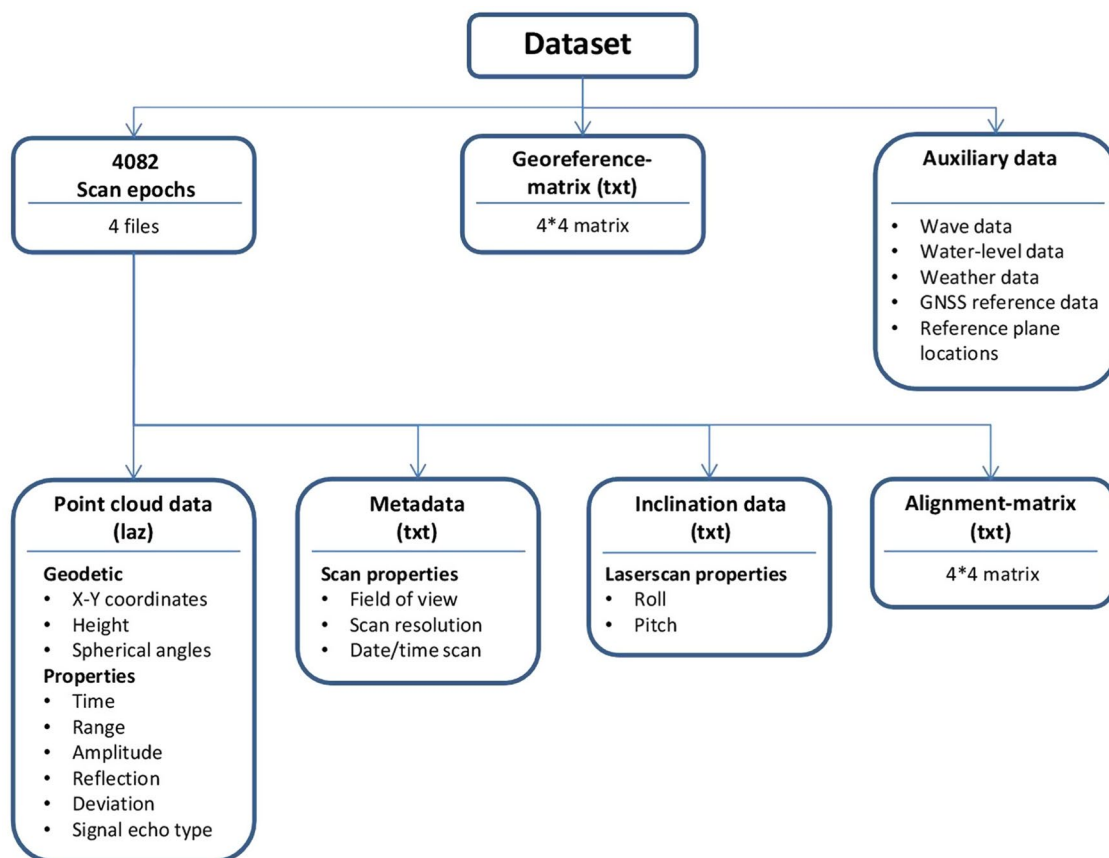 Dataset
4082
Scan epochs
4 files
Georeference-
matrix (txt)
4*4 matrix
Auxiliary data
• Wave data
• Water-level data
• Weather data
• GNSS reference data
• Reference plane
locations
Point cloud data
(laz)
Geodetic
• X-Y coordinates
• Height
• Spherical angles
Properties
• Time
• Range
• Amplitude
• Reflection
• Deviation
• Signal echo type
Metadata
(txt)
Scan properties
• Field of view
• Scan resolution
• Date/time scan
Inclination data
(txt)
Laserscan properties
• Roll
• Pitch
Alignment-matrix
(txt)
4*4 matrix